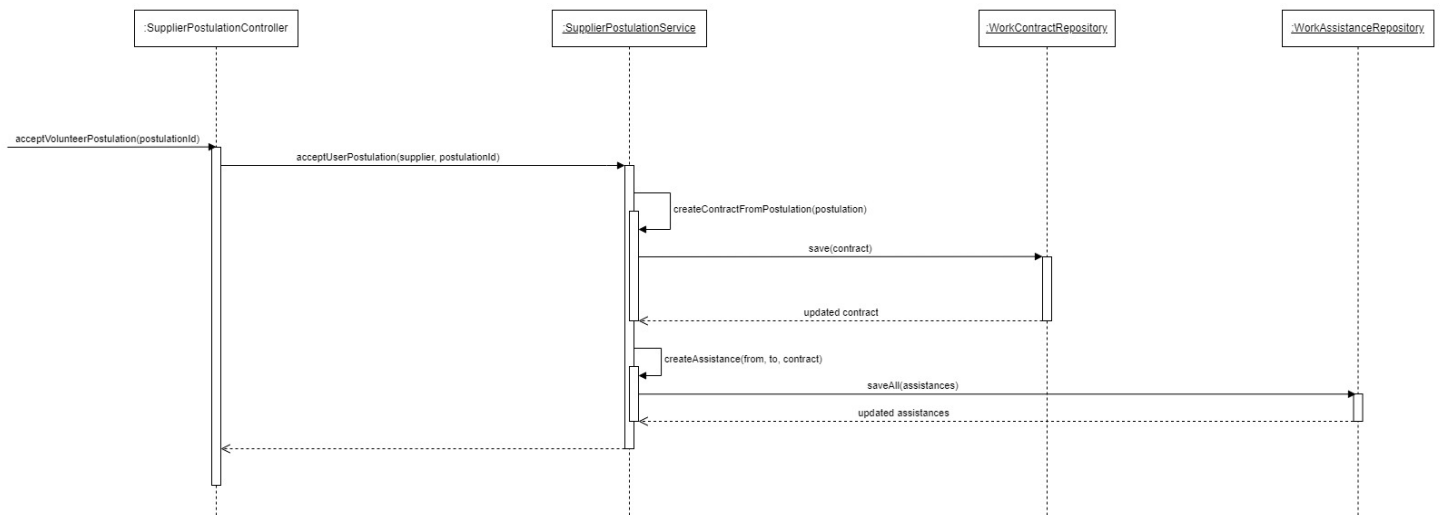 :SupplierPostulationController
:SupplierPostulationService
:WorkContractRepository
:WorkAssistanceRepository
acceptVolunteerPostulation(postulationId)
acceptUserPostulation(supplier, postulationId)
createContractFromPostulation(postulation)
save(contract)
updated contract
createAssistance(from, to, contract)
saveAll(assistances)
updated assistances